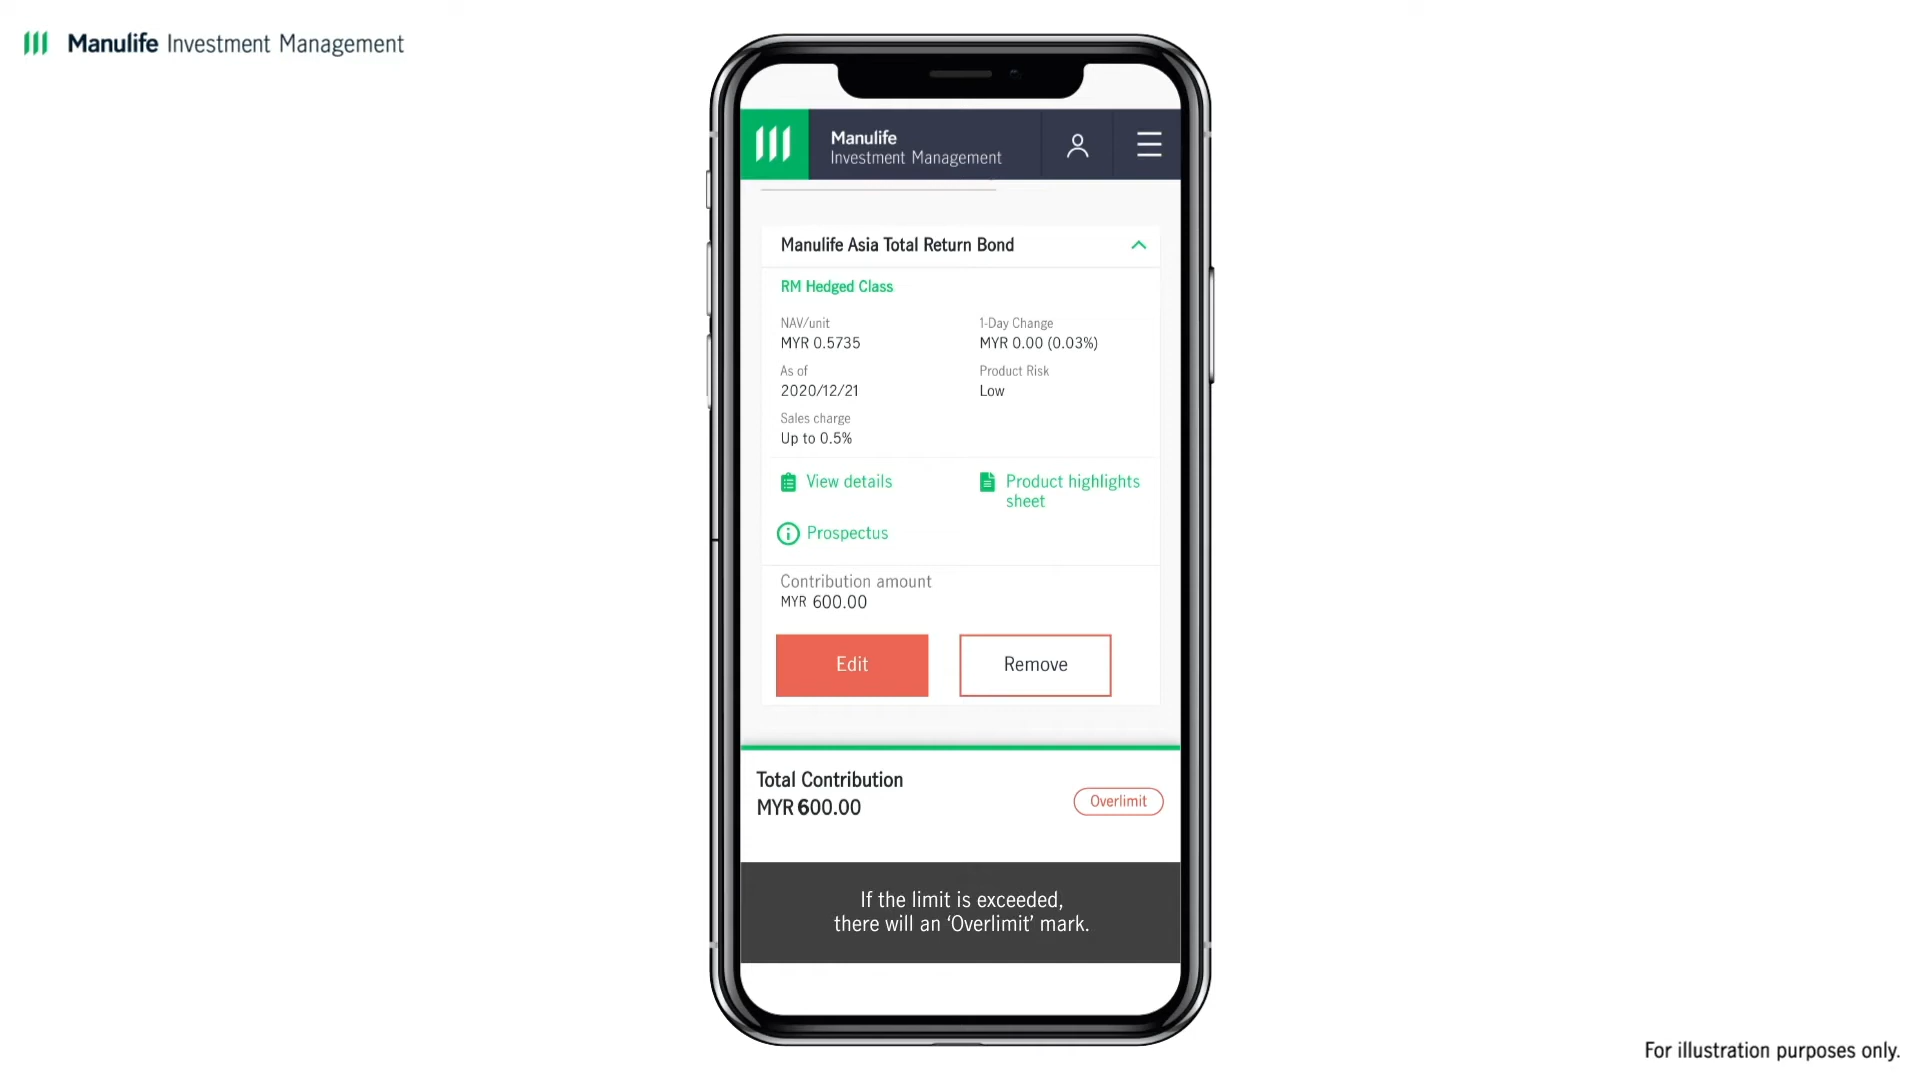 Manulife Investment Management
Manulife
Investment Management
Manulife Asia Total Return Bond
RM Hedged Class
NAV/unit
MYR 0.5735
1-Day Change
MYR 0.00 (0.03%)
As of
2020/12/21
Product Risk
Low
Sales charge
Up to 0.5%
View details
Product highlights
sheet
Prospectus
Contribution amount
MYR 600.00
Edit
Remove
Total Contribution
MYR 600.00
Overlimit
If the limit is exceeded,
there will an ‘Overlimit’ mark.
For illustration purposes only.